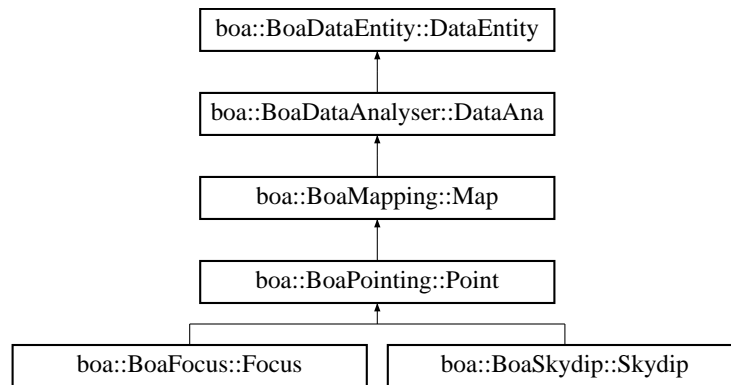 boa::BoaDataEntity::DataEntity
boa::BoaDataAnalyser::DataAna
boa::BoaMapping::Map
boa::BoaPointing::Point
boa::BoaFocus::Focus
boa::BoaSkydip::Skydip